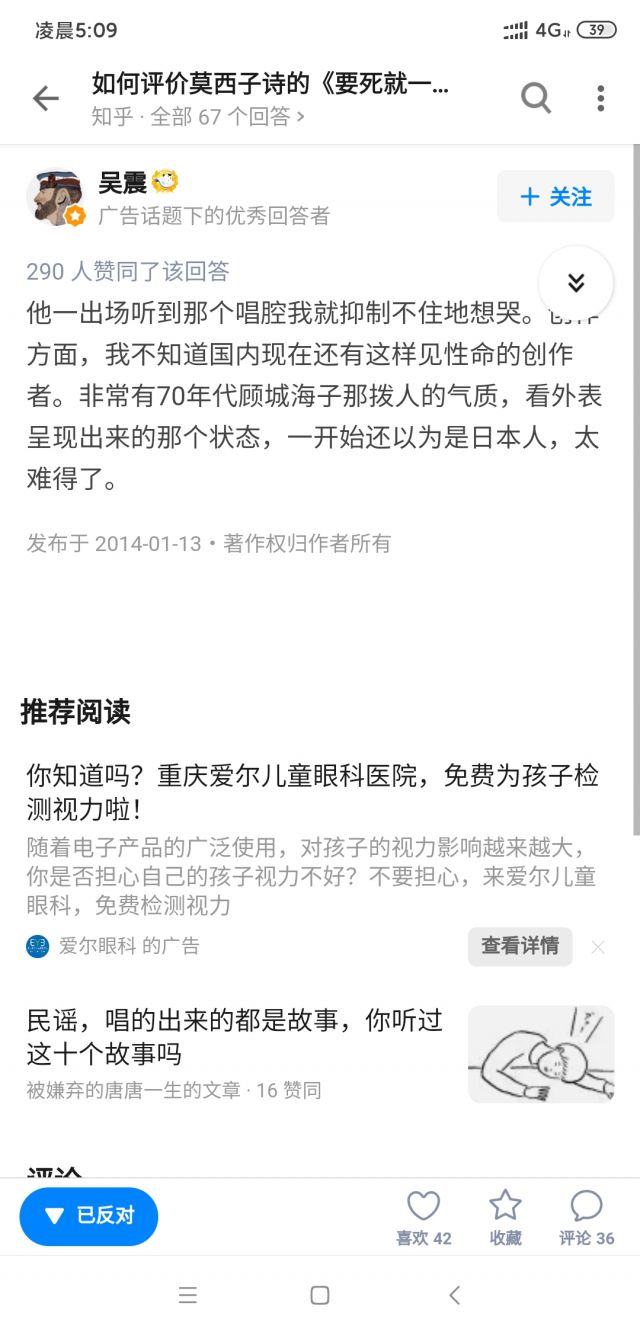 凌晨5:09
4G 39
如何评价莫西子诗的《要死就一...
知乎 · 全部 67 个回答 >
吴震
+ 关注
广告话题下的优秀回答者
290 人赞同了该回答
他一出场听到那个唱腔我就抑制不住地想哭。创作
方面，我不知道国内现在还有这样见性命的创作
者。非常有70年代顾城海子那拨人的气质，看外表
呈现出来的那个状态，一开始还以为是日本人，太
难得了。
发布于 2014-01-13 · 著作权归作者所有
推荐阅读
你知道吗？重庆爱尔儿童眼科医院，免费为孩子检
测视力啦！
随着电子产品的广泛使用，对孩子的视力影响越来越大，
你是否担心自己的孩子视力不好？不要担心，来爱尔儿童
眼科，免费检测视力
爱尔眼科 的广告
查看详情
民谣，唱的出来的都是故事，你听过
这十个故事吗
被嫌弃的唐唐一生的文章 · 16 赞同
评论
已反对
喜欢 42
收藏
评论 36